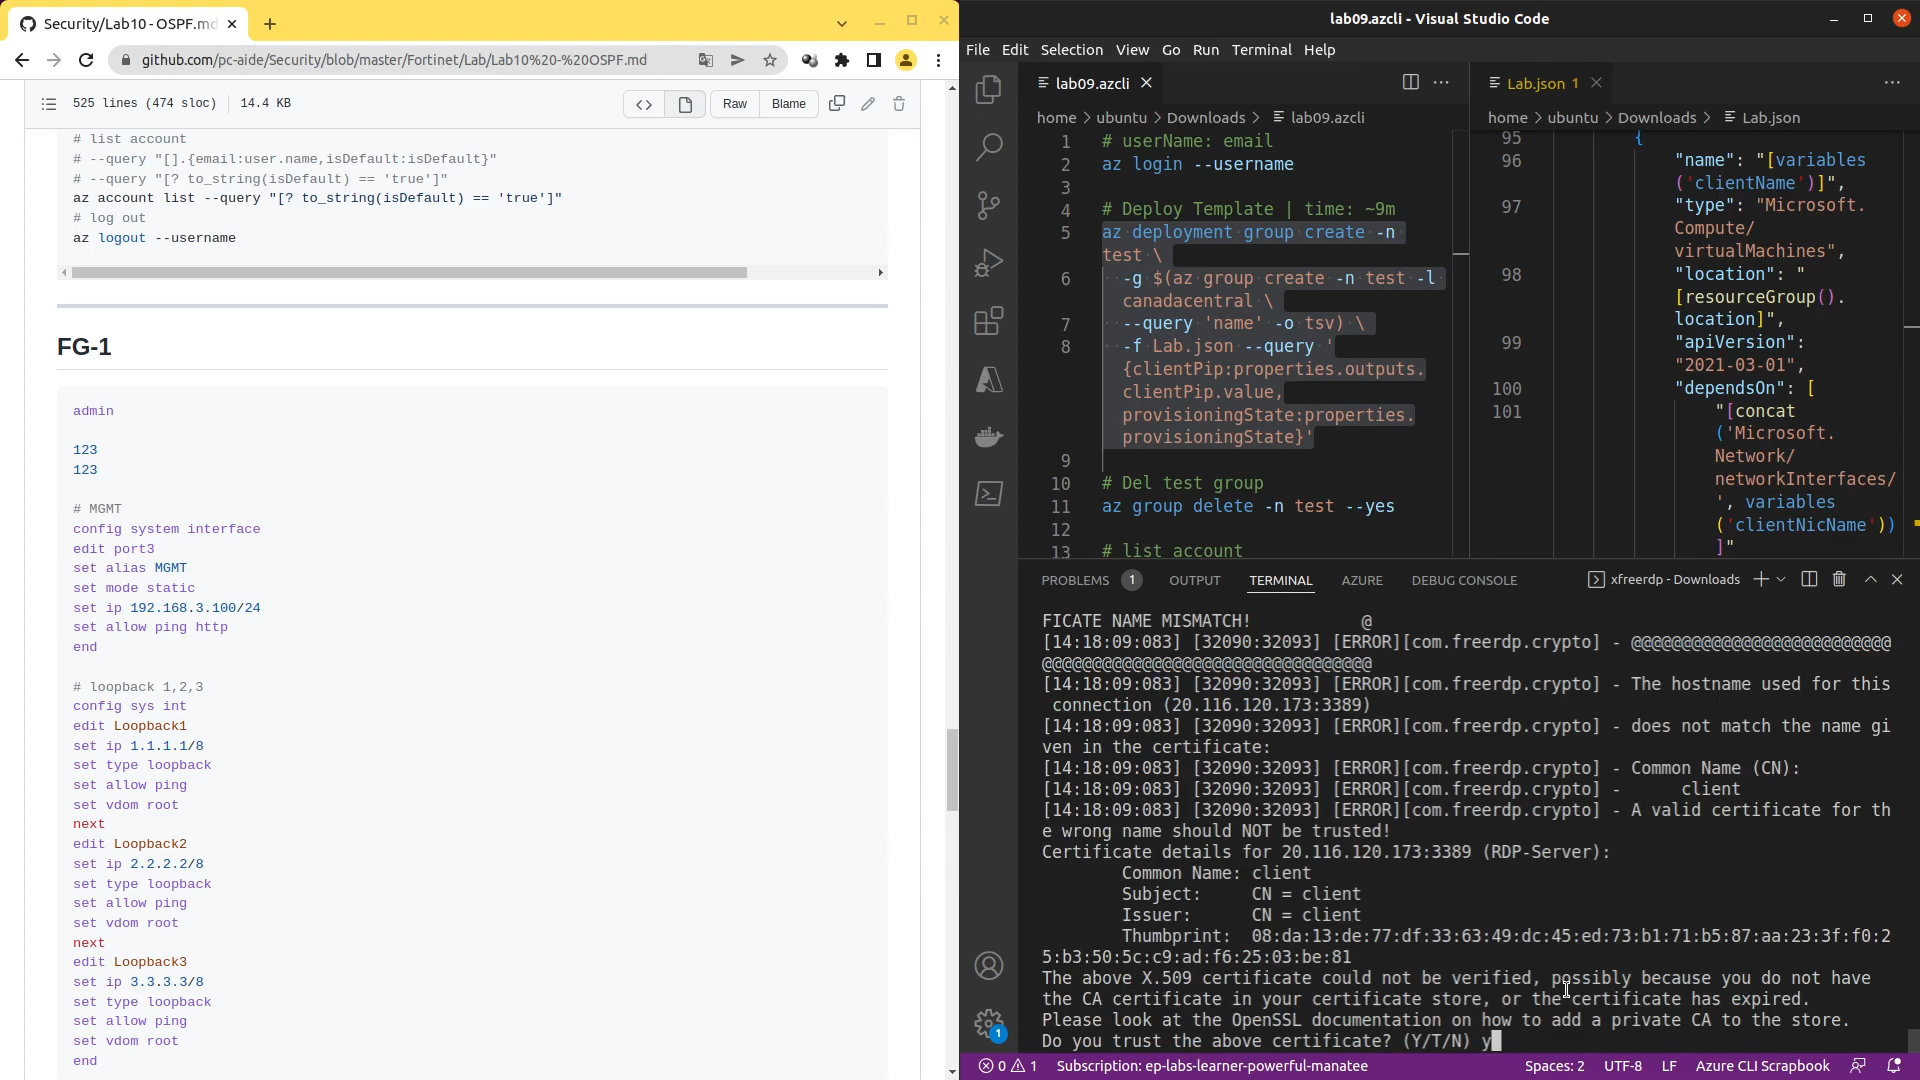 Security/Lab10 - OSPF.md
github.com/pc-aide/Security/blob/master/Fortinet/Lab/Lab10%20-%20OSPF.md
525 lines (474 sloc)
14.4 KB
Raw
Blame
# list account
# --query "[].{email:user.name,isDefault:isDefault}"
# --query "[? to_string(isDefault) == 'true']"
az account list --query "[? to_string(isDefault) == 'true']"
# log out
az logout --username
FG-1
admin
123
123
# MGMT
config system interface
edit port3
set alias MGMT
set mode static
set ip 192.168.3.100/24
set allow ping http
end
# loopback 1,2,3
config sys int
edit Loopback1
set ip 1.1.1.1/8
set type loopback
set allow ping
set vdom root
next
edit Loopback2
set ip 2.2.2.2/8
set type loopback
set allow ping
set vdom root
next
edit Loopback3
set ip 3.3.3.3/8
set type loopback
set allow ping
set vdom root
end
lab09.azcli - Visual Studio Code
File Edit Selection View Go Run Terminal Help
lab09.azcli
home > ubuntu > Downloads > lab09.azcli
1 # userName: email
2 az login --username
3
4 # Deploy Template | time: ~9m
5 az deployment group create -n
test \
6 -g $(az group create -n test -l
canadacentral \
7 --query 'name' -o tsv) \
8 -f Lab.json --query '
{clientPip:properties.outputs.
clientPip.value,
provisioningState:properties.
provisioningState}'
9
10 # Del test group
11 az group delete -n test --yes
12
13 # list account
Lab.json 1
home > ubuntu > Downloads > Lab.json
95 {
96 "name": "[variables
('clientName')]",
97 "type": "Microsoft.
Compute/
virtualMachines",
98 "location": "
[resourceGroup().
location]",
99 "apiVersion":
"2021-03-01",
100 "dependsOn": [
101 "[concat
('Microsoft.
Network/
networkInterfaces/
', variables
('clientNicName'))
]"
PROBLEMS 1 OUTPUT TERMINAL AZURE DEBUG CONSOLE
xfreerdp - Downloads
FICATE NAME MISMATCH! @
[14:18:09:083] [32090:32093] [ERROR][com.freerdp.crypto] - @@@@@@@@@@@@@@@@@@@@@@@@@@
@@@@@@@@@@@@@@@@@@@@@@@@@@@@@@@@@
[14:18:09:083] [32090:32093] [ERROR][com.freerdp.crypto] - The hostname used for this
connection (20.116.120.173:3389)
[14:18:09:083] [32090:32093] [ERROR][com.freerdp.crypto] - does not match the name gi
ven in the certificate:
[14:18:09:083] [32090:32093] [ERROR][com.freerdp.crypto] - Common Name (CN):
[14:18:09:083] [32090:32093] [ERROR][com.freerdp.crypto] - client
[14:18:09:083] [32090:32093] [ERROR][com.freerdp.crypto] - A valid certificate for th
e wrong name should NOT be trusted!
Certificate details for 20.116.120.173:3389 (RDP-Server):
Common Name: client
Subject: CN = client
Issuer: CN = client
Thumbprint: 08:da:13:de:77:df:33:63:49:dc:45:ed:73:b1:71:b5:87:aa:23:3f:f0:2
5:b3:50:5c:c9:ad:f6:25:03:be:81
The above X.509 certificate could not be verified, possibly because you do not have
the CA certificate in your certificate store, or the certificate has expired.
Please look at the OpenSSL documentation on how to add a private CA to the store.
Do you trust the above certificate? (Y/T/N) y
1
0 1 Subscription: ep-labs-learner-powerful-manatee
Spaces: 2 UTF-8 LF Azure CLI Scrapbook